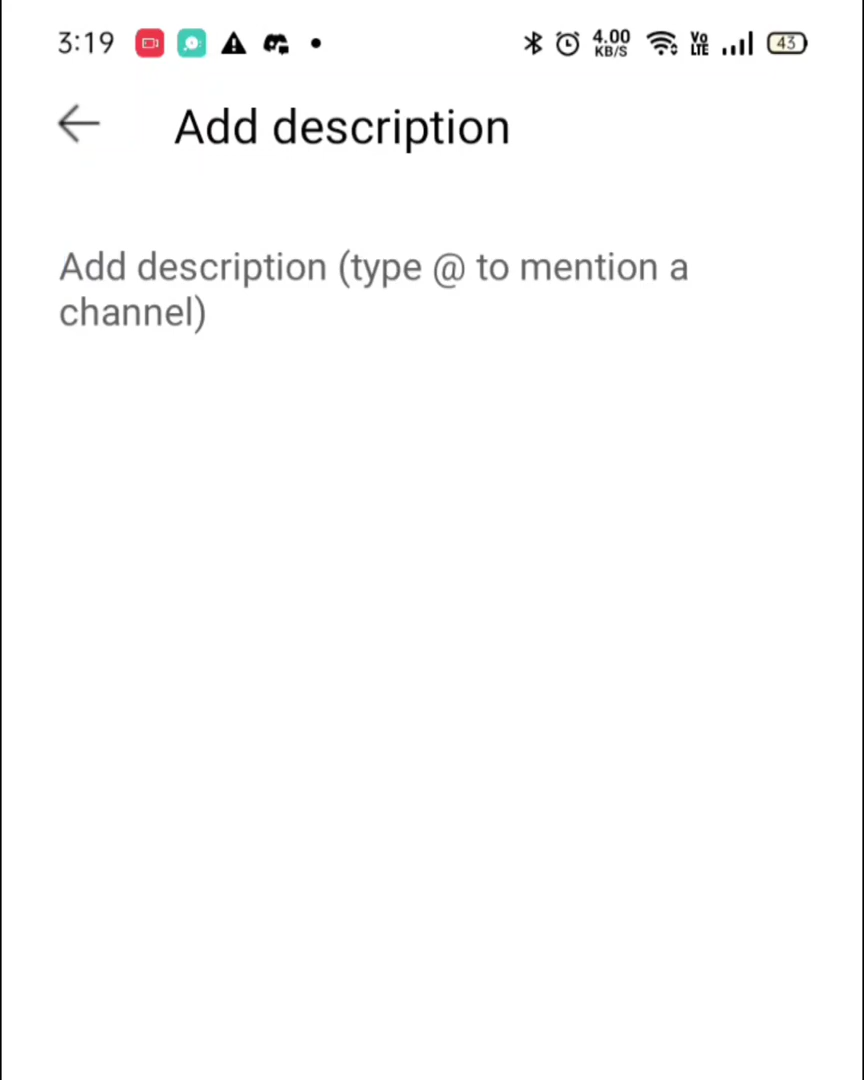 3:19 4.00 KB/S Vo LTE 43
Add description
Add description (type @ to mention a
channel)